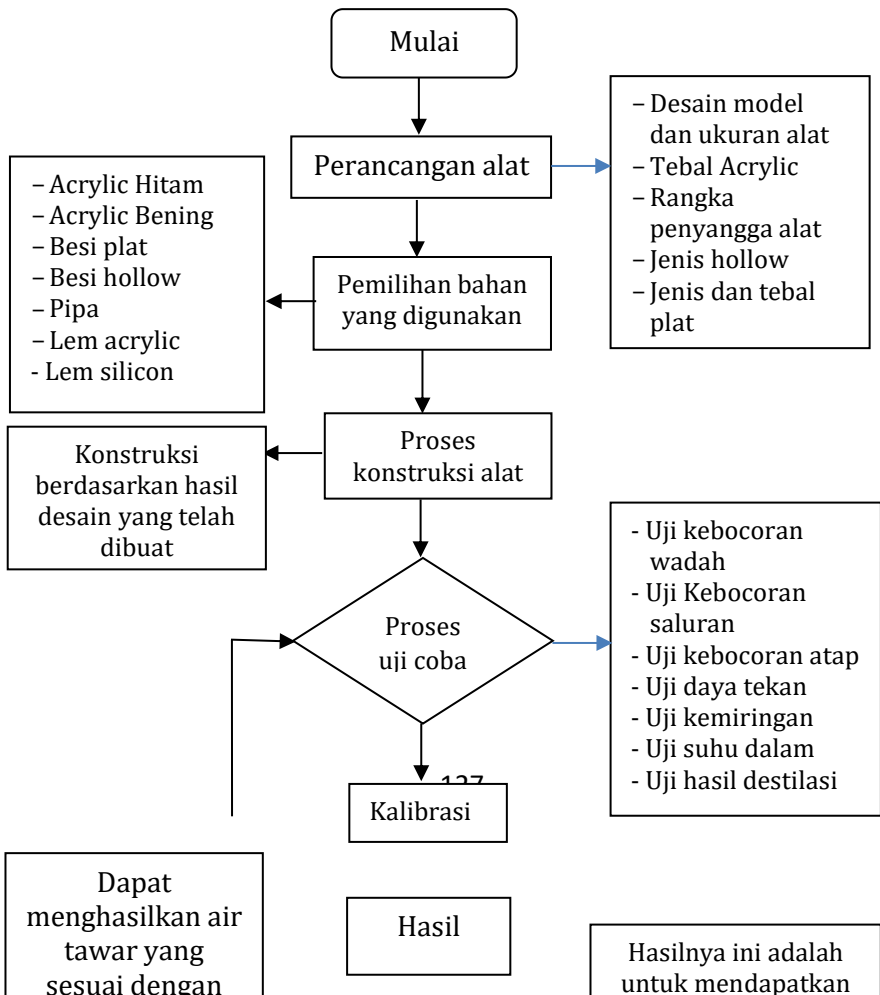 Mulai
Perancangan alat
– Desain model
dan ukuran alat
– Tebal Acrylic
– Rangka
penyangga alat
– Jenis hollow
– Jenis dan tebal
plat
– Acrylic Hitam
– Acrylic Bening
– Besi plat
– Besi hollow
– Pipa
– Lem acrylic
- Lem silicon
Pemilihan bahan
yang digunakan
Proses
konstruksi alat
Konstruksi
berdasarkan hasil
desain yang telah
dibuat
Proses
uji coba
- Uji kebocoran
wadah
- Uji Kebocoran
saluran
- Uji kebocoran atap
- Uji daya tekan
- Uji kemiringan
- Uji suhu dalam
- Uji hasil destilasi
Kalibrasi
Dapat
menghasilkan air
tawar yang
sesuai dengan
Hasil
Hasilnya ini adalah
untuk mendapatkan